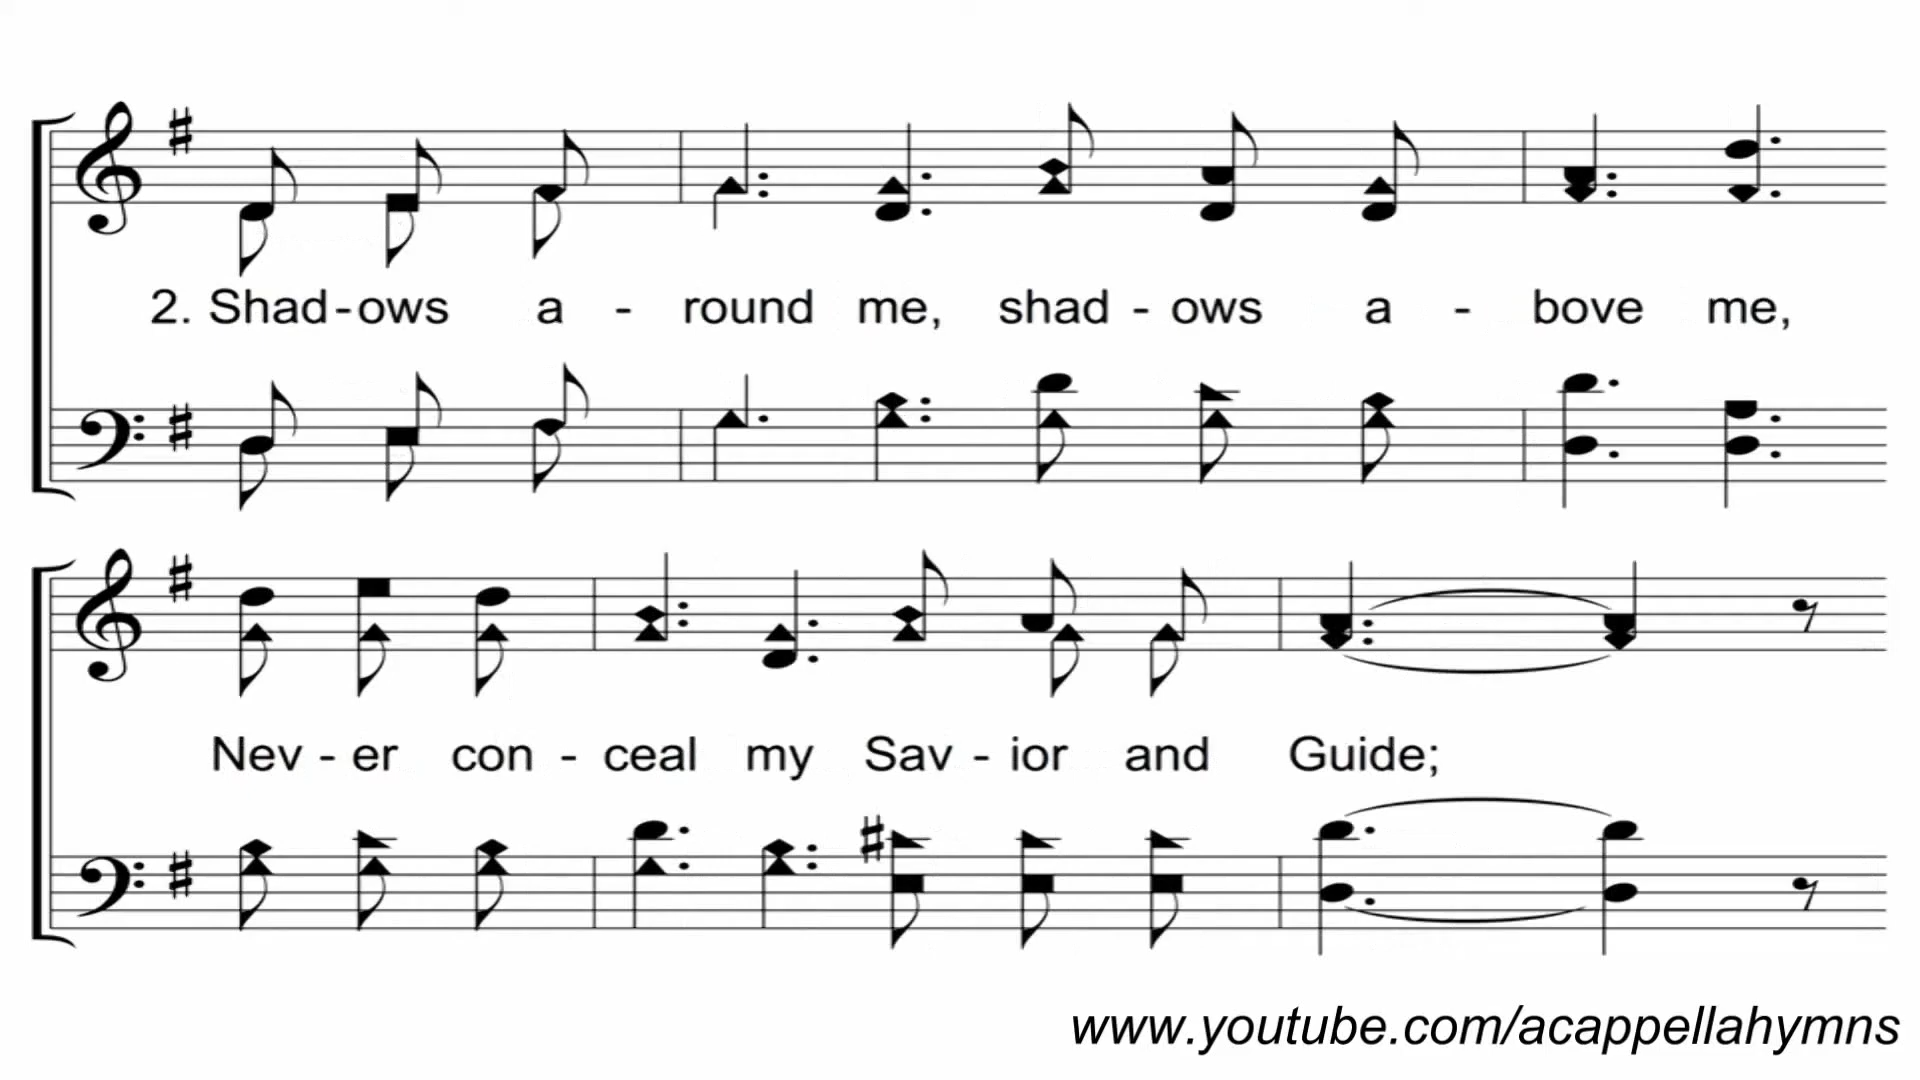 2. Shad-ows a - round me, shad - ows a - bove me,
Nev - er con - ceal my Sav - ior and Guide;
www.youtube.com/acappellahymns